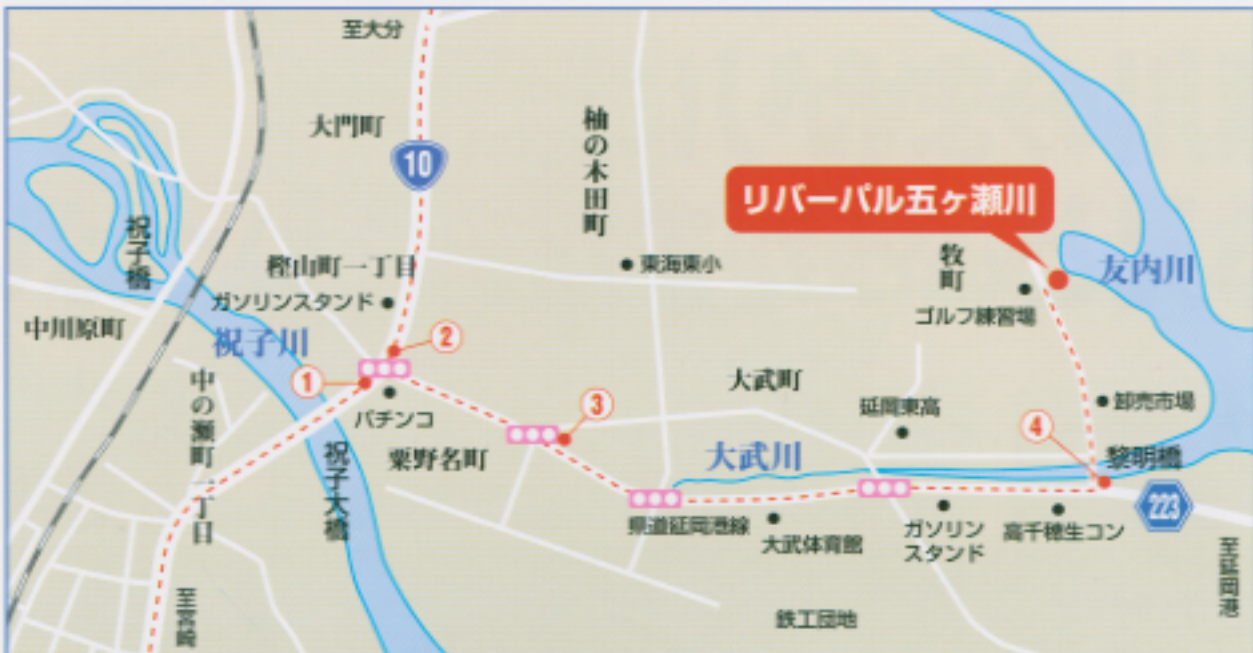 至大分
大門町
10
柚の木田町
リバーパル五ヶ瀬川
祝子橋
樫山町一丁目
東海東小
牧町
友内川
ガソリンスタンド
ゴルフ練習場
中川原町
祝子川
2
1
中の瀬町一丁目
パチンコ
大武町
3
延岡東高
卸売市場
4
祝子大橋
粟野名町
大武川
黎明橋
223
県道延岡港線
大武体育館
ガソリン
スタンド
高千穂生コン
至延岡港
至宮崎
鉄工団地